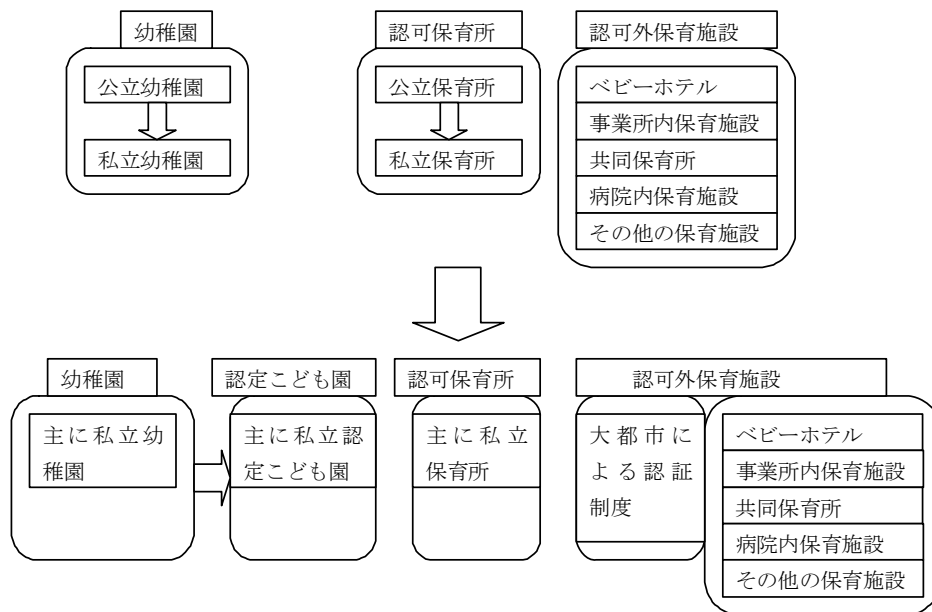 幼稚園
公立幼稚園
私立幼稚園
認可保育所
公立保育所
私立保育所
認可外保育施設
ベビーホテル
事業所内保育施設
共同保育所
病院内保育施設
その他の保育施設
幼稚園
主に私立幼
稚園
認定こども園
主に私立認
定こども園
認可保育所
主に私立
保育所
認可外保育施設
大都市に
よる認証
制度
ベビーホテル
事業所内保育施設
共同保育所
病院内保育施設
その他の保育施設